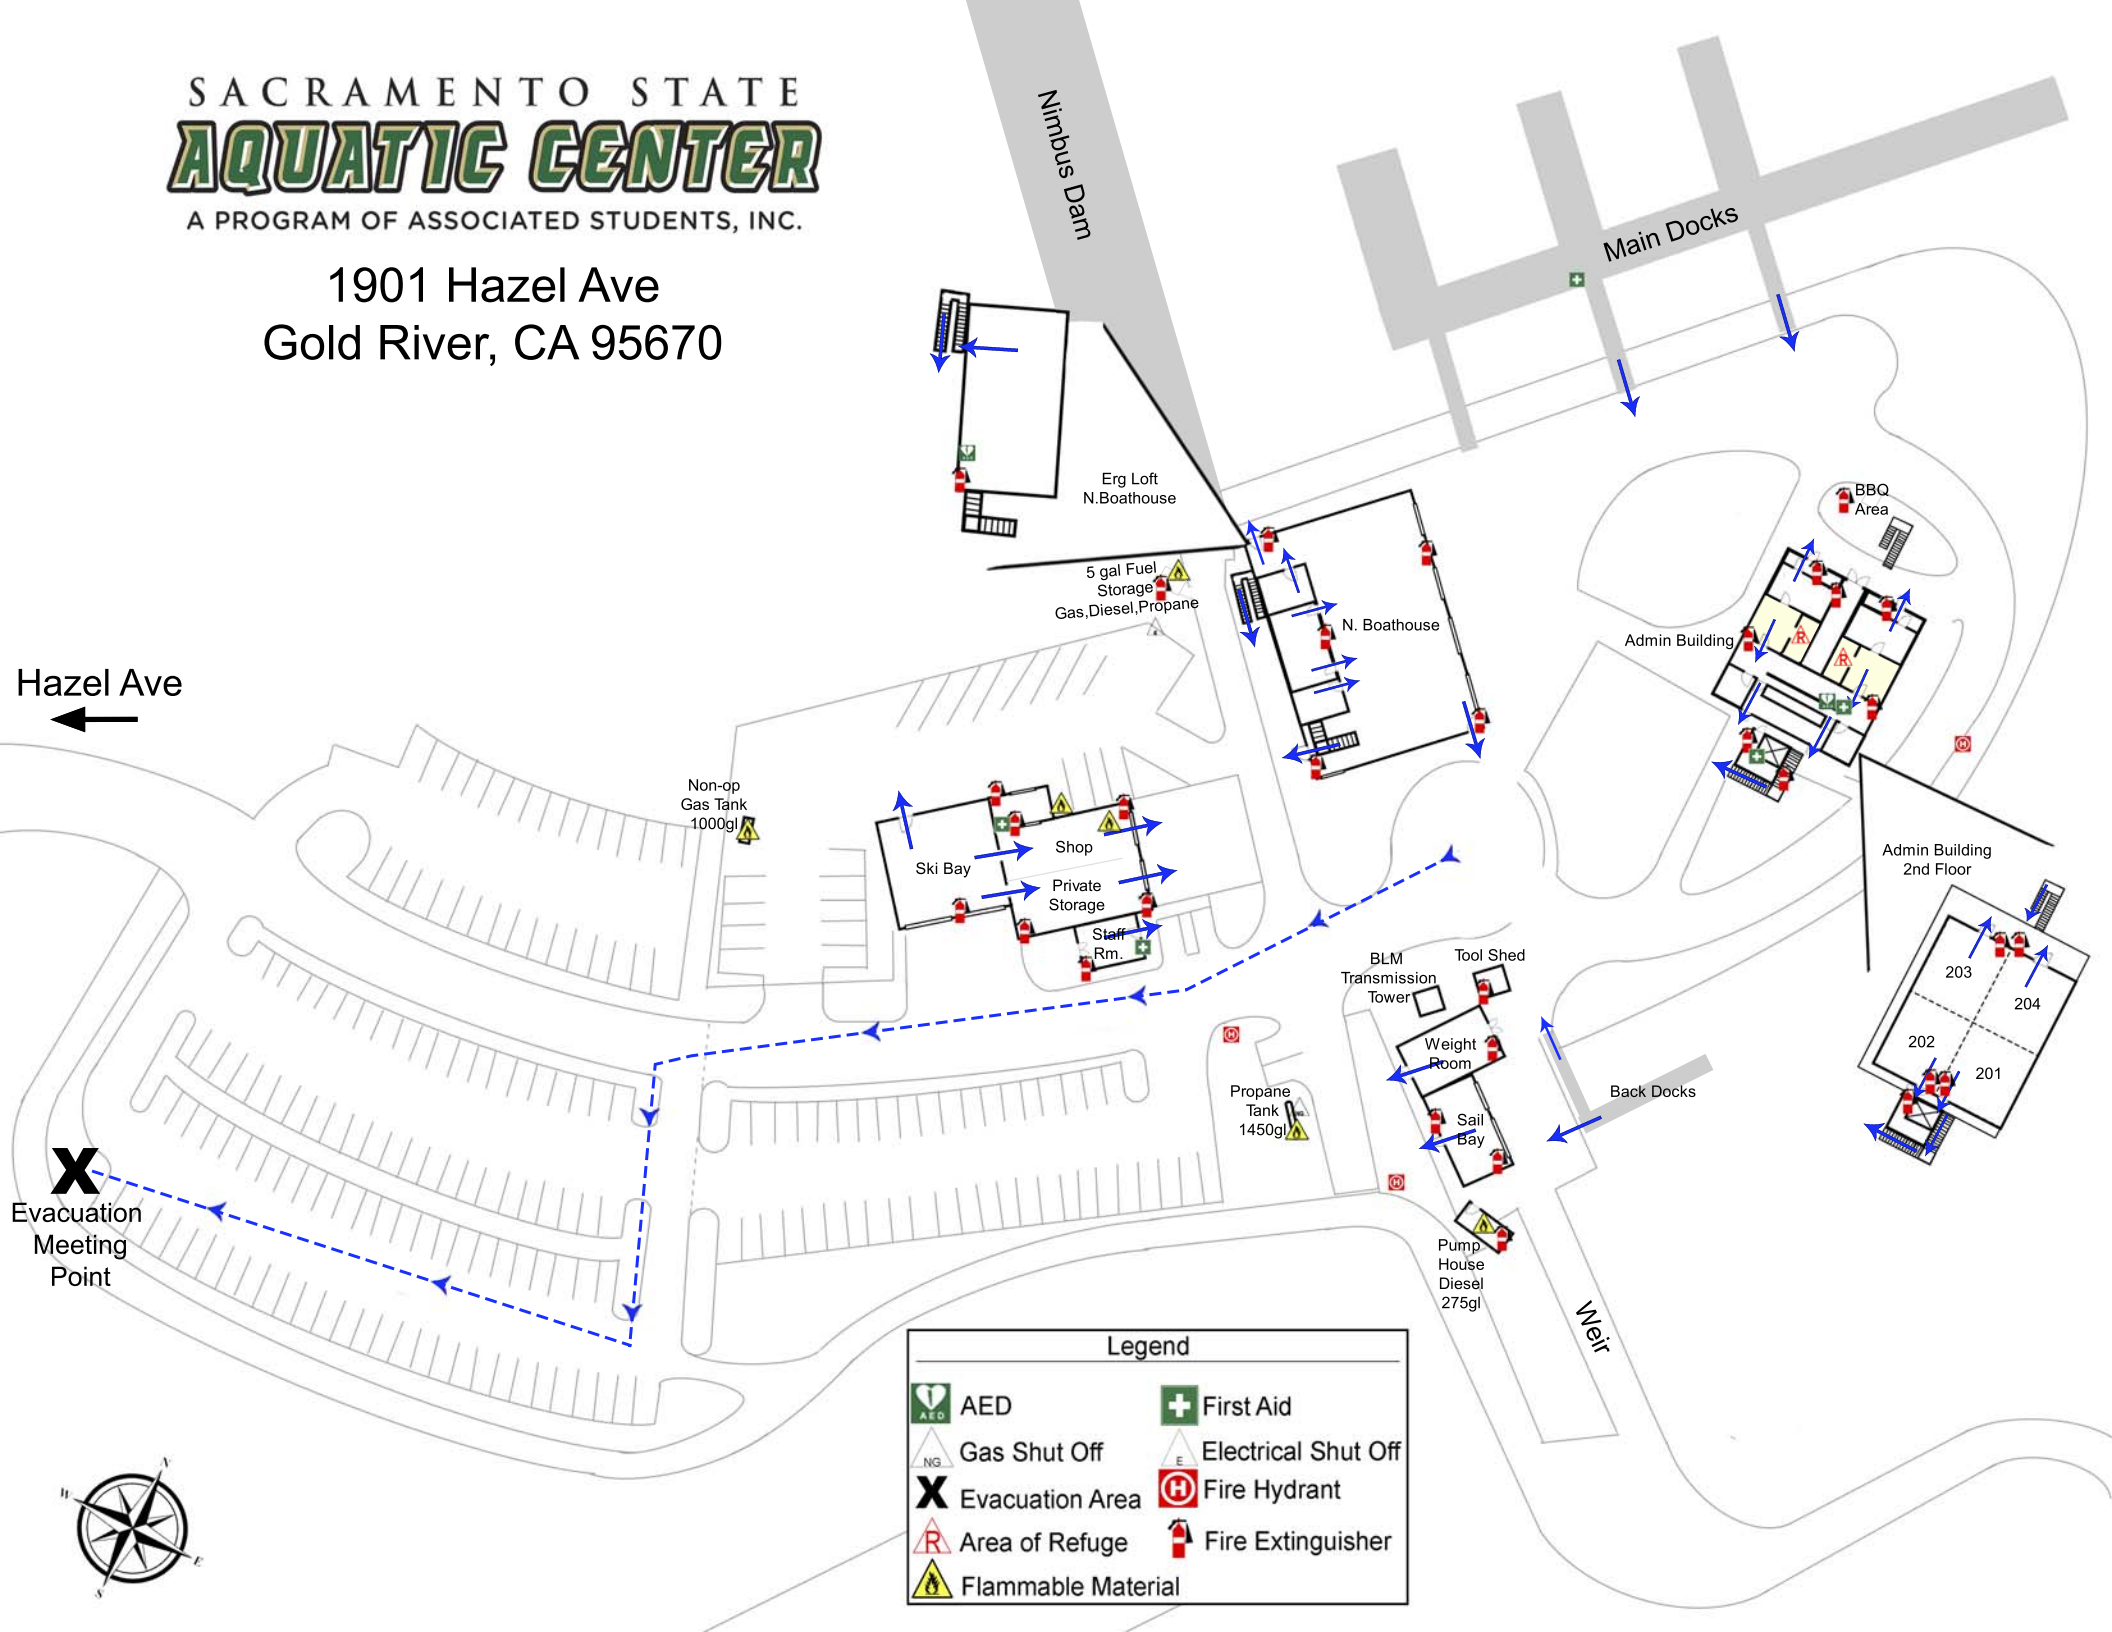 SACRAMENTO STATE
AQUATIC CENTER
A PROGRAM OF ASSOCIATED STUDENTS, INC.
1901 Hazel Ave
Gold River, CA 95670
Nimbus Dam
Main Docks
Erg Loft
N.Boathouse
BBQ
Area
5 gal Fuel
Storage
Gas,Diesel,Propane
N. Boathouse
Admin Building
R
R
Hazel Ave
H
Non-op
Gas Tank
1000gl
Ski Bay
Shop
Private
Storage
Staff
Rm.
Admin Building
2nd Floor
203
204
202
201
BLM
Transmission
Tower
Tool Shed
H
Weight
Room
Propane
Tank
1450gl
NG
Sail
Bay
Back Docks
H
X
Evacuation
Meeting
Point
Pump
House
Diesel
275gl
Weir
Legend
AED
AED
First Aid
NG
Gas Shut Off
E
Electrical Shut Off
X
Evacuation Area
H
Fire Hydrant
R
Area of Refuge
Fire Extinguisher
Flammable Material
N
W
E
S